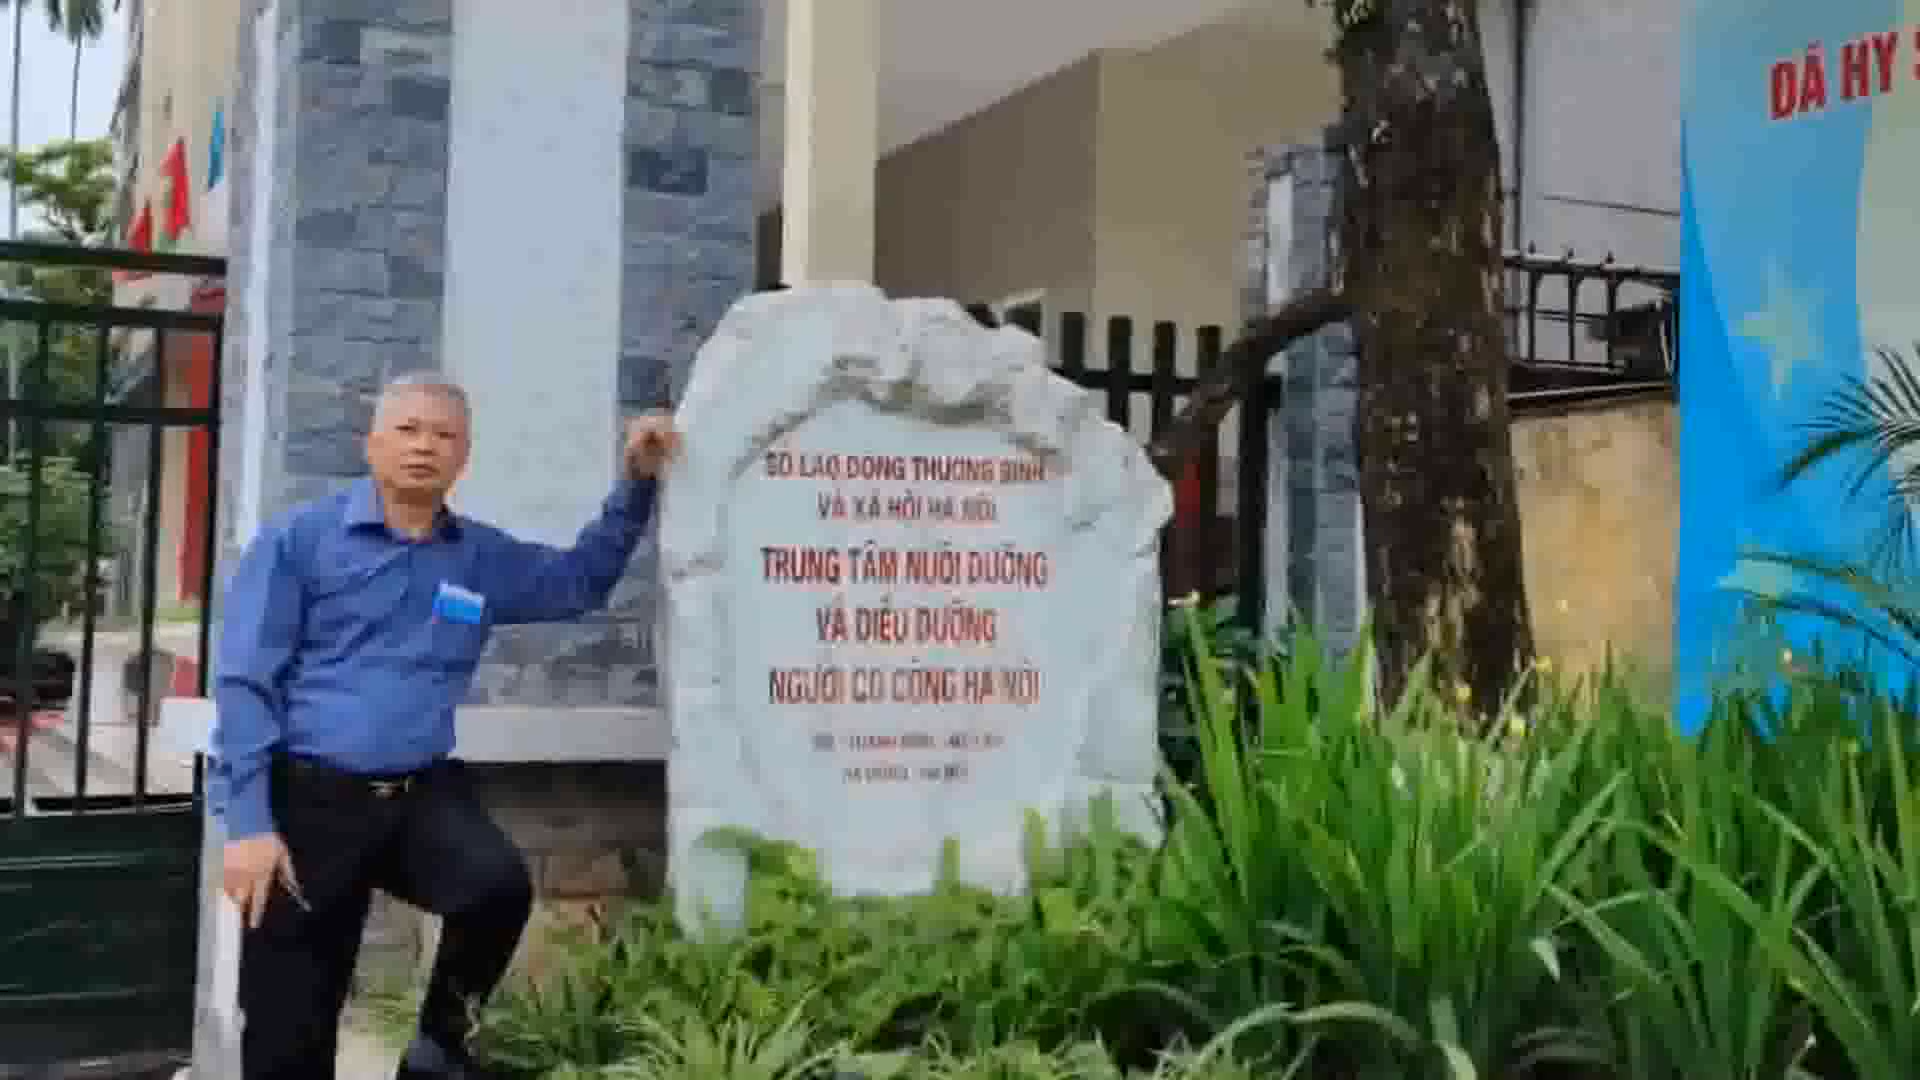 SỞ LAO ĐỘNG THƯƠNG BINH
VÀ XÃ HỘI HÀ NỘI
TRUNG TÂM NUÔI DƯỠNG
VÀ ĐIỀU DƯỠNG
NGƯỜI CÓ CÔNG HÀ NỘI
ĐÃ HY